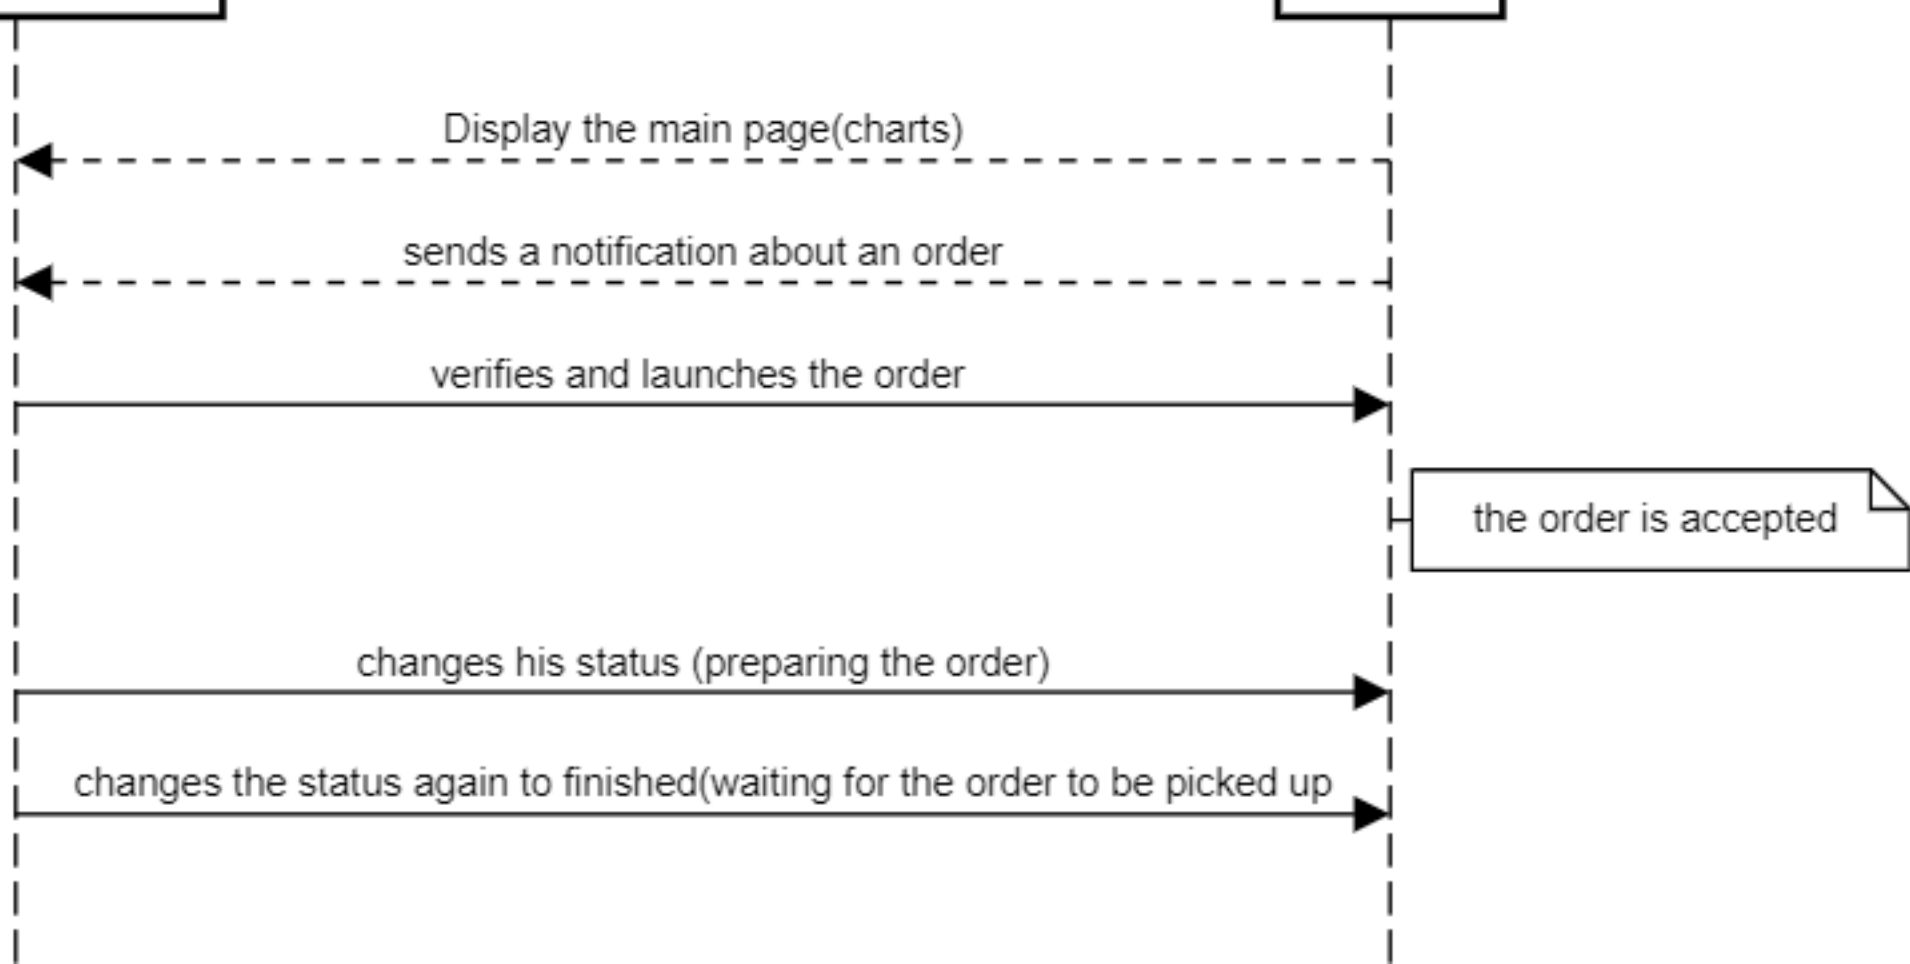 Display the main page(charts)
sends a notification about an order
verifies and launches the order
the order is accepted
changes his status (preparing the order)
changes the status again to finished(waiting for the order to be picked up